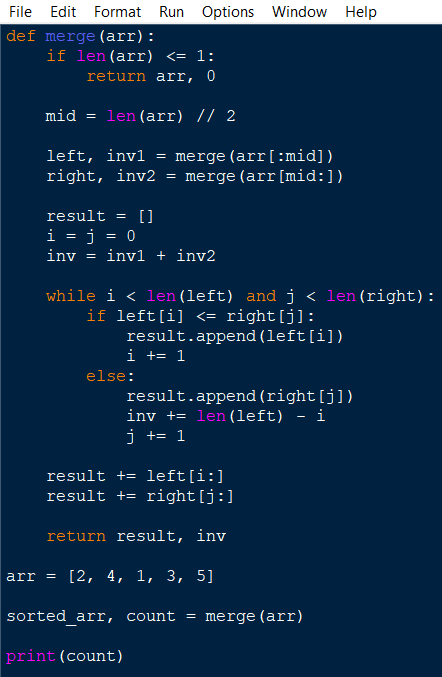 File Edit Format Run Options Window Help
def merge(arr):
    if len(arr) <= 1:
        return arr, 0

    mid = len(arr) // 2

    left, inv1 = merge(arr[:mid])
    right, inv2 = merge(arr[mid:])

    result = []
    i = j = 0
    inv = inv1 + inv2

    while i < len(left) and j < len(right):
        if left[i] <= right[j]:
            result.append(left[i])
            i += 1
        else:
            result.append(right[j])
            inv += len(left) - i
            j += 1

    result += left[i:]
    result += right[j:]

    return result, inv

arr = [2, 4, 1, 3, 5]

sorted_arr, count = merge(arr)

print(count)